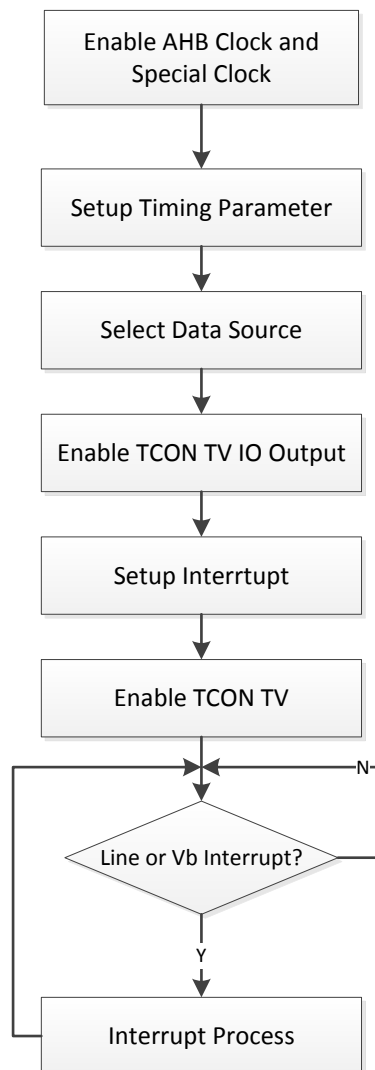 Enable AHB Clock and
Special Clock
Setup Timing Parameter
Select Data Source
Enable TCON TV IO Output
Setup Interrtupt
Enable TCON TV
N
Line or Vb Interrupt?
Y
Interrupt Process